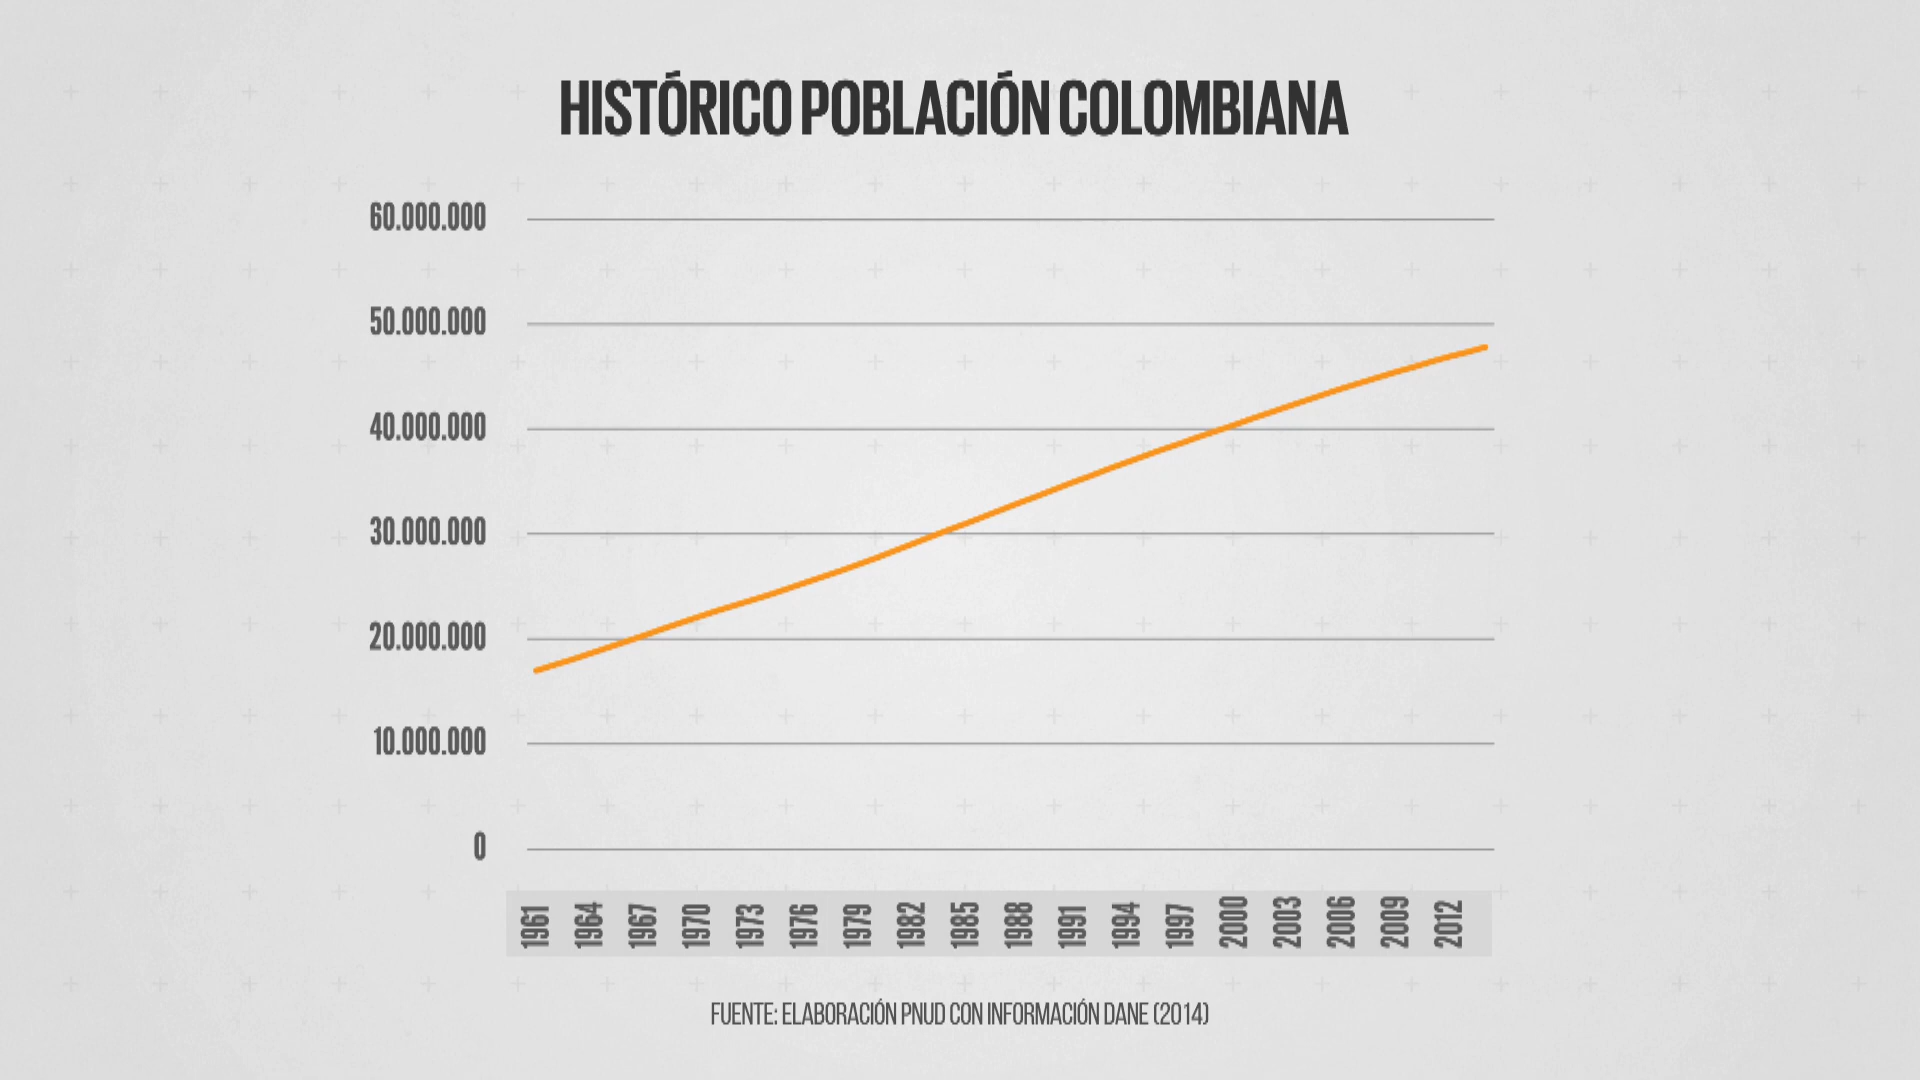 HISTÓRICO POBLACIÓN COLOMBIANA
60.000.000
50.000.000
40.000.000
30.000.000
20.000.000
10.000.000
0
1961 1964 1967 1970 1973 1976 1979 1982 1985 1988 1991 1994 1997 2000 2003 2006 2009 2012
FUENTE: ELABORACIÓN PNUD CON INFORMACIÓN DANE (2014)